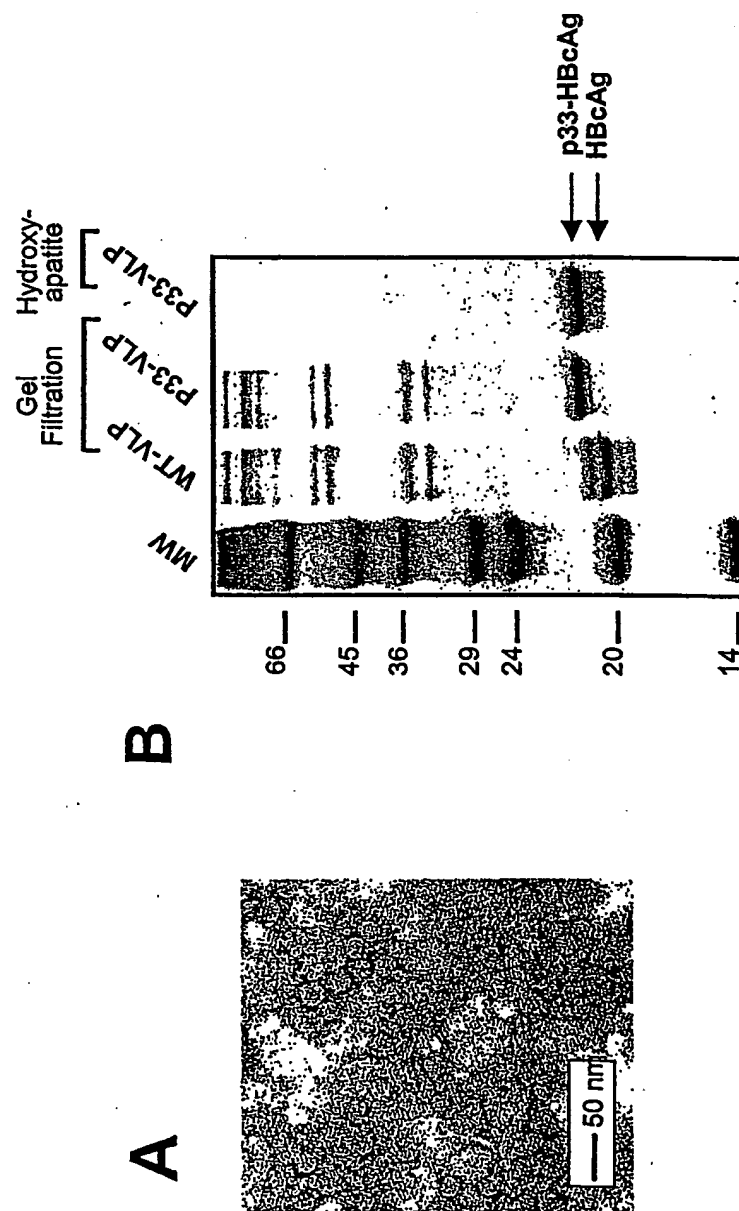 A
50 nm
B
Gel
Filtration
Hydroxy-
apatite
MW
WT-VLP
P33-VLP
P33-VLP
66
45
36
29
24
20
14
p33-HBcAg
HBcAg